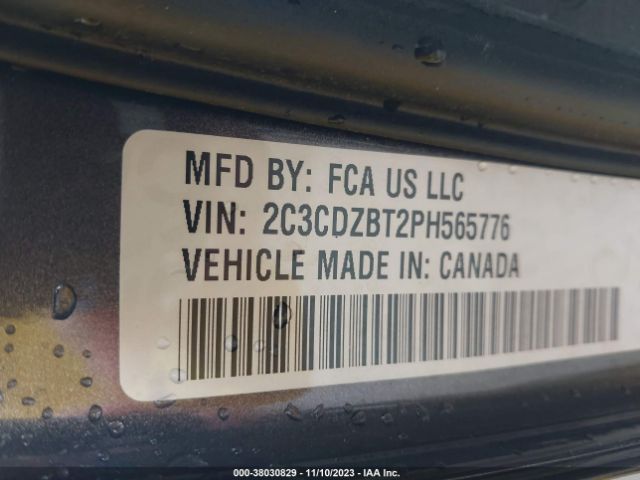 MFD BY: FCA US LLC
VIN: 2C3CDZBT2PH565776
VEHICLE MADE IN: CANADA
000-38030829 - 11/10/2023 - IAA Inc.